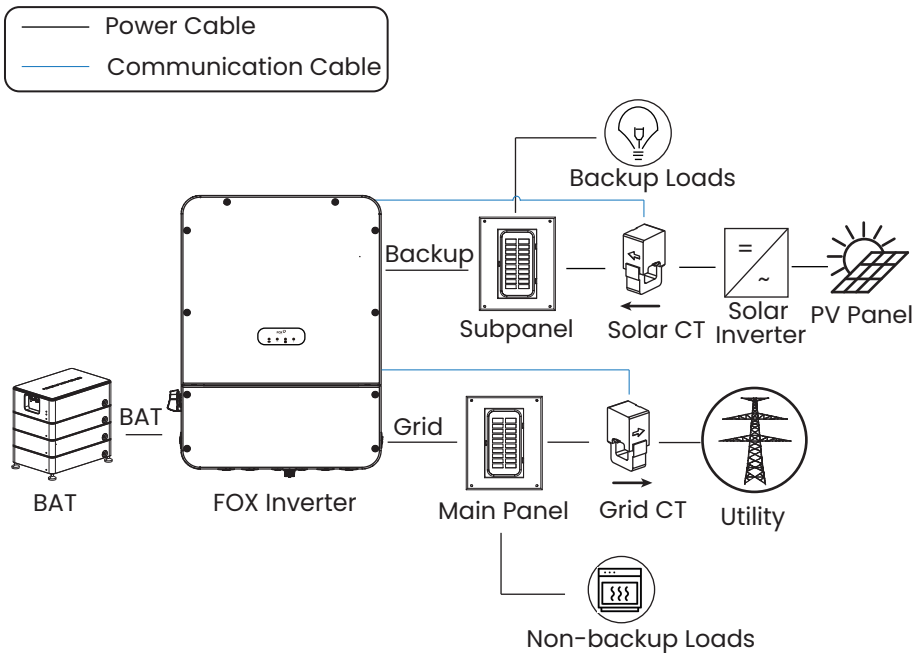 Power Cable
Communication Cable
Backup Loads
Backup
Subpanel
Solar CT
Solar
Inverter
PV Panel
=
~
BAT
BAT
FOX Inverter
Grid
Main Panel
Grid CT
Utility
Non-backup Loads